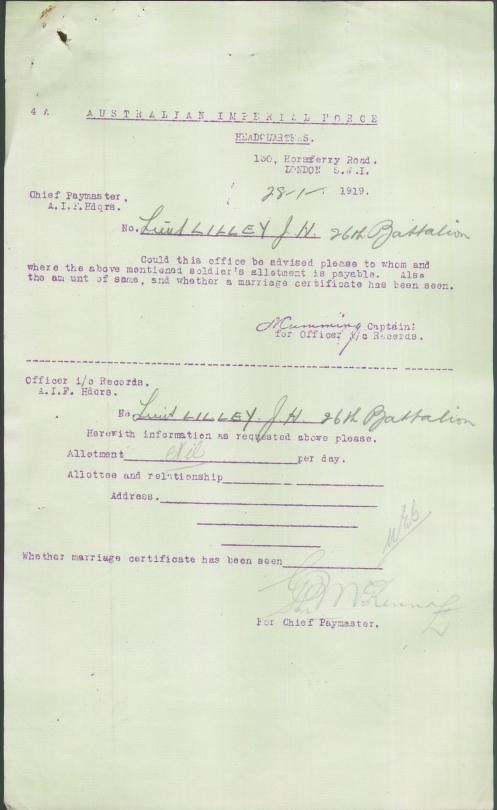 4 A AUSTRALIAN IMPERIAL FORCE
HEADQUARTERS.
130, Horseferry Road.
LONDON S.W.I.
28-1- 1919.
Chief Paymaster,
A.I.F. Hdqrs.
No. Lieut LILLEY J. H. 26th Battalion
Could this office be advised please to whom and
where the above mentioned soldier's allotment is payable. Also
the am unt of same, and whether a marriage certificate has been seen.
Captain:
for Officer i/c Records.
Officer i/c Records.
A.I.F. Hdqrs.
No Lieut LILLEY. J. H. 26th Battalion
Herewith information as requested above please.
Allotment Nil per day.
Allottee and relationship
Address.
Whether marriage certificate has been seen
McKenna Lt
For Chief Paymaster.